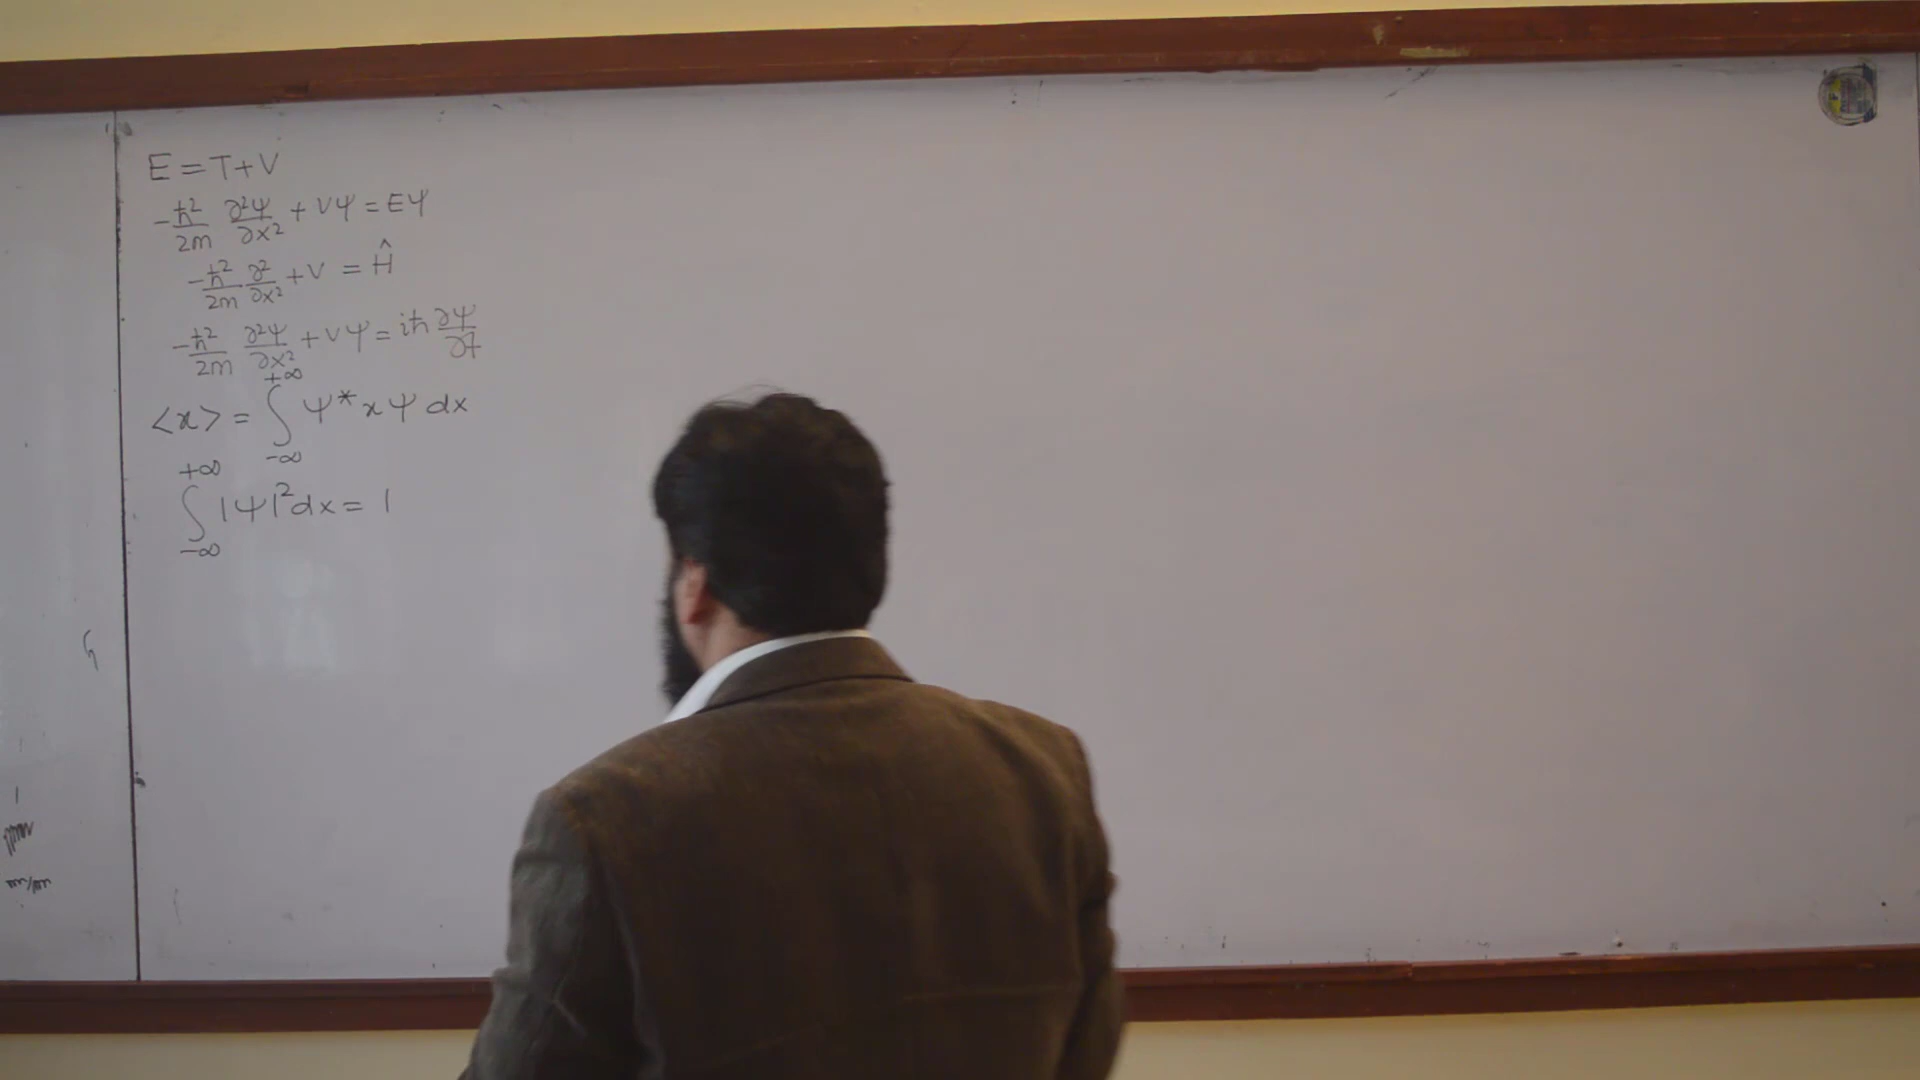 E = T + V
-ħ²/2m ∂²Ψ/∂x² + VΨ = EΨ
-ħ²/2m ∂²/∂x² + V = Ĥ
-ħ²/2m ∂²Ψ/∂x² + VΨ = iħ ∂Ψ/∂t
<x> = ∫_{-∞}^{+∞} Ψ* x Ψ dx
∫_{-∞}^{+∞} |Ψ|² dx = 1